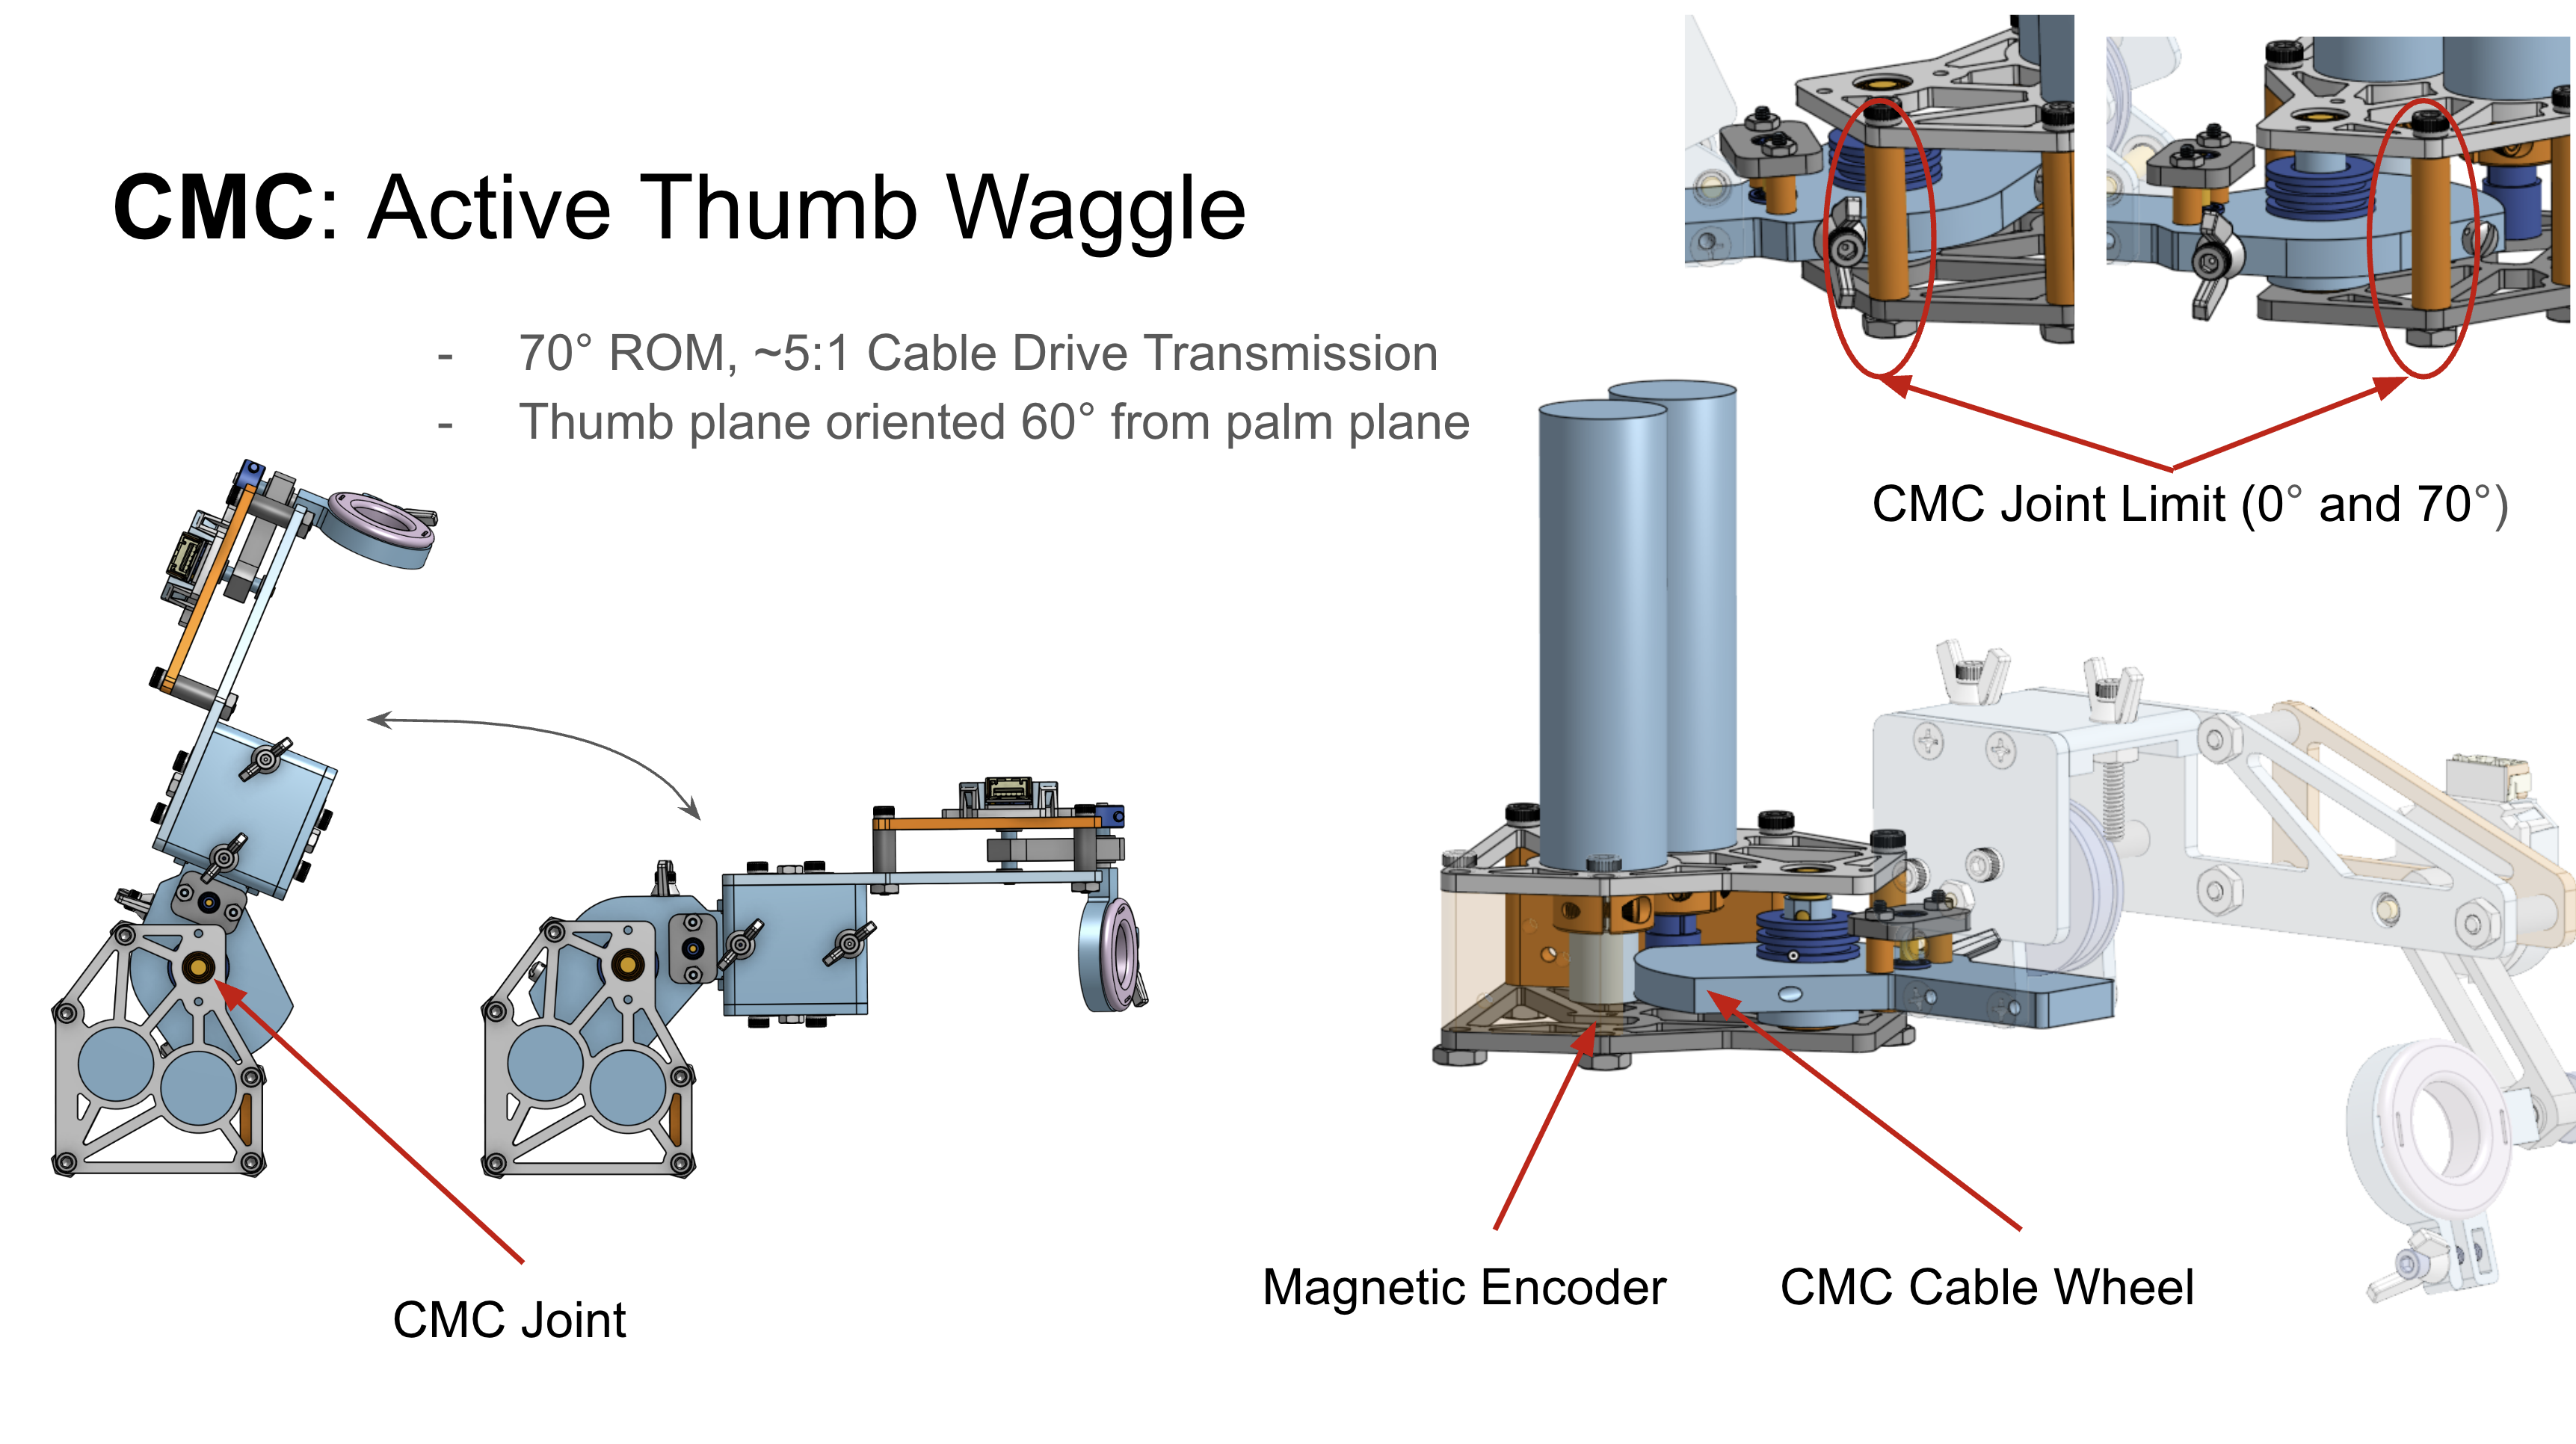 CMC: Active Thumb Waggle
- 70° ROM, ~5:1 Cable Drive Transmission
- Thumb plane oriented 60° from palm plane
CMC Joint Limit (0° and 70°)
CMC Joint
Magnetic Encoder
CMC Cable Wheel